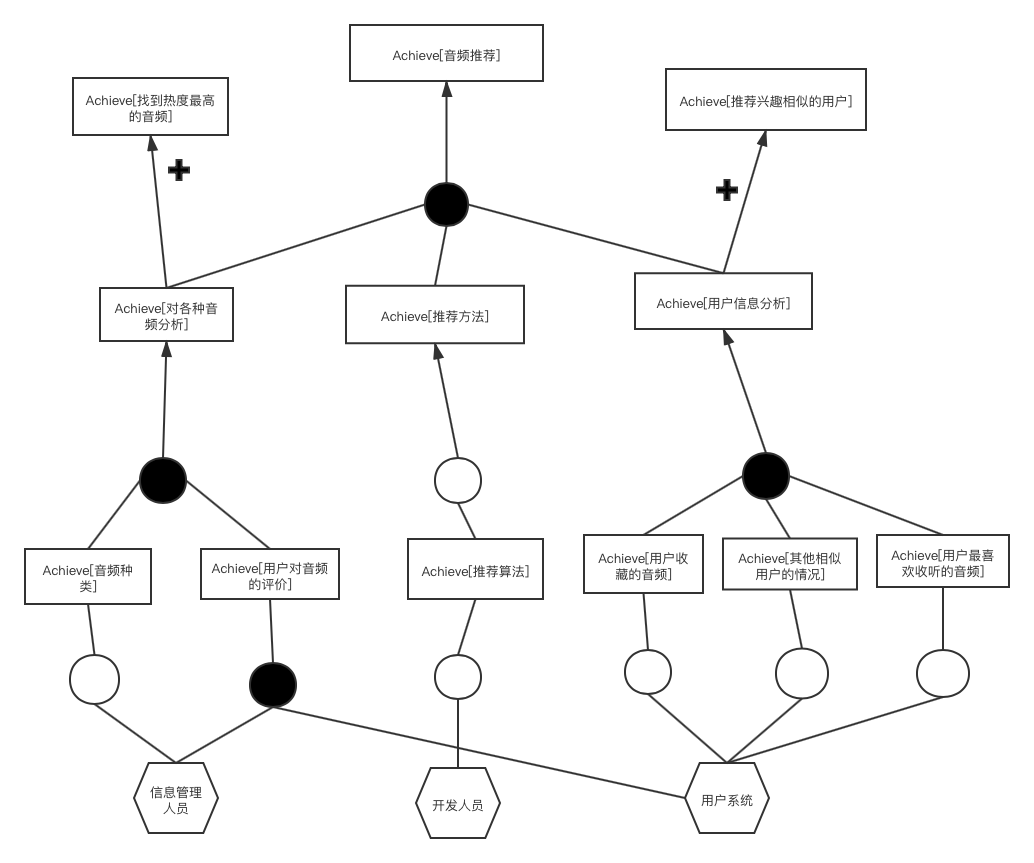 Achieve[音频推荐]
Achieve[找到热度最高
的音频]
Achieve[推荐兴趣相似的用户]
Achieve[对各种音
频分析]
Achieve[推荐方法]
Achieve[用户信息分析]
Achieve[音频种
类]
Achieve[用户对音频
的评价]
Achieve[推荐算法]
Achieve[用户收
藏的音频]
Achieve[其他相似
用户的情况]
Achieve[用户最喜
欢收听的音频]
信息管理
人员
开发人员
用户系统